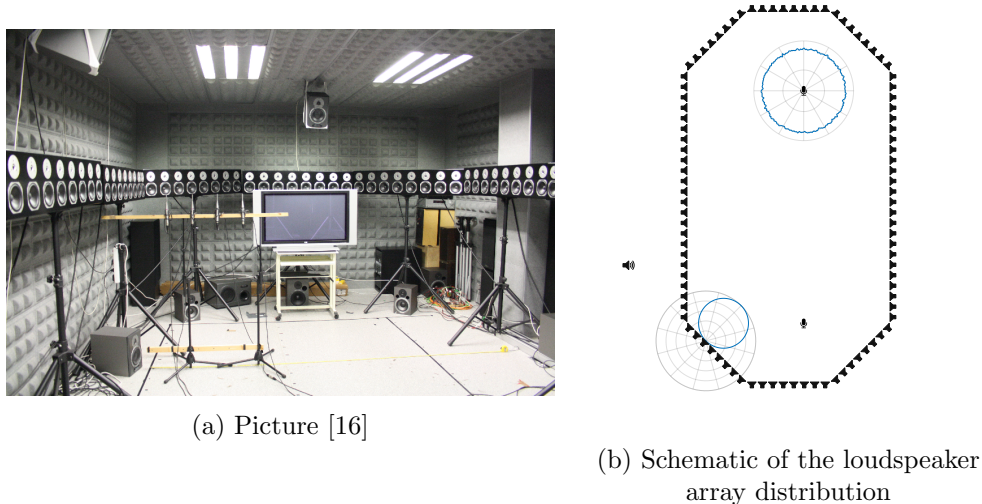 (a) Picture [16]
(b) Schematic of the loudspeaker
array distribution